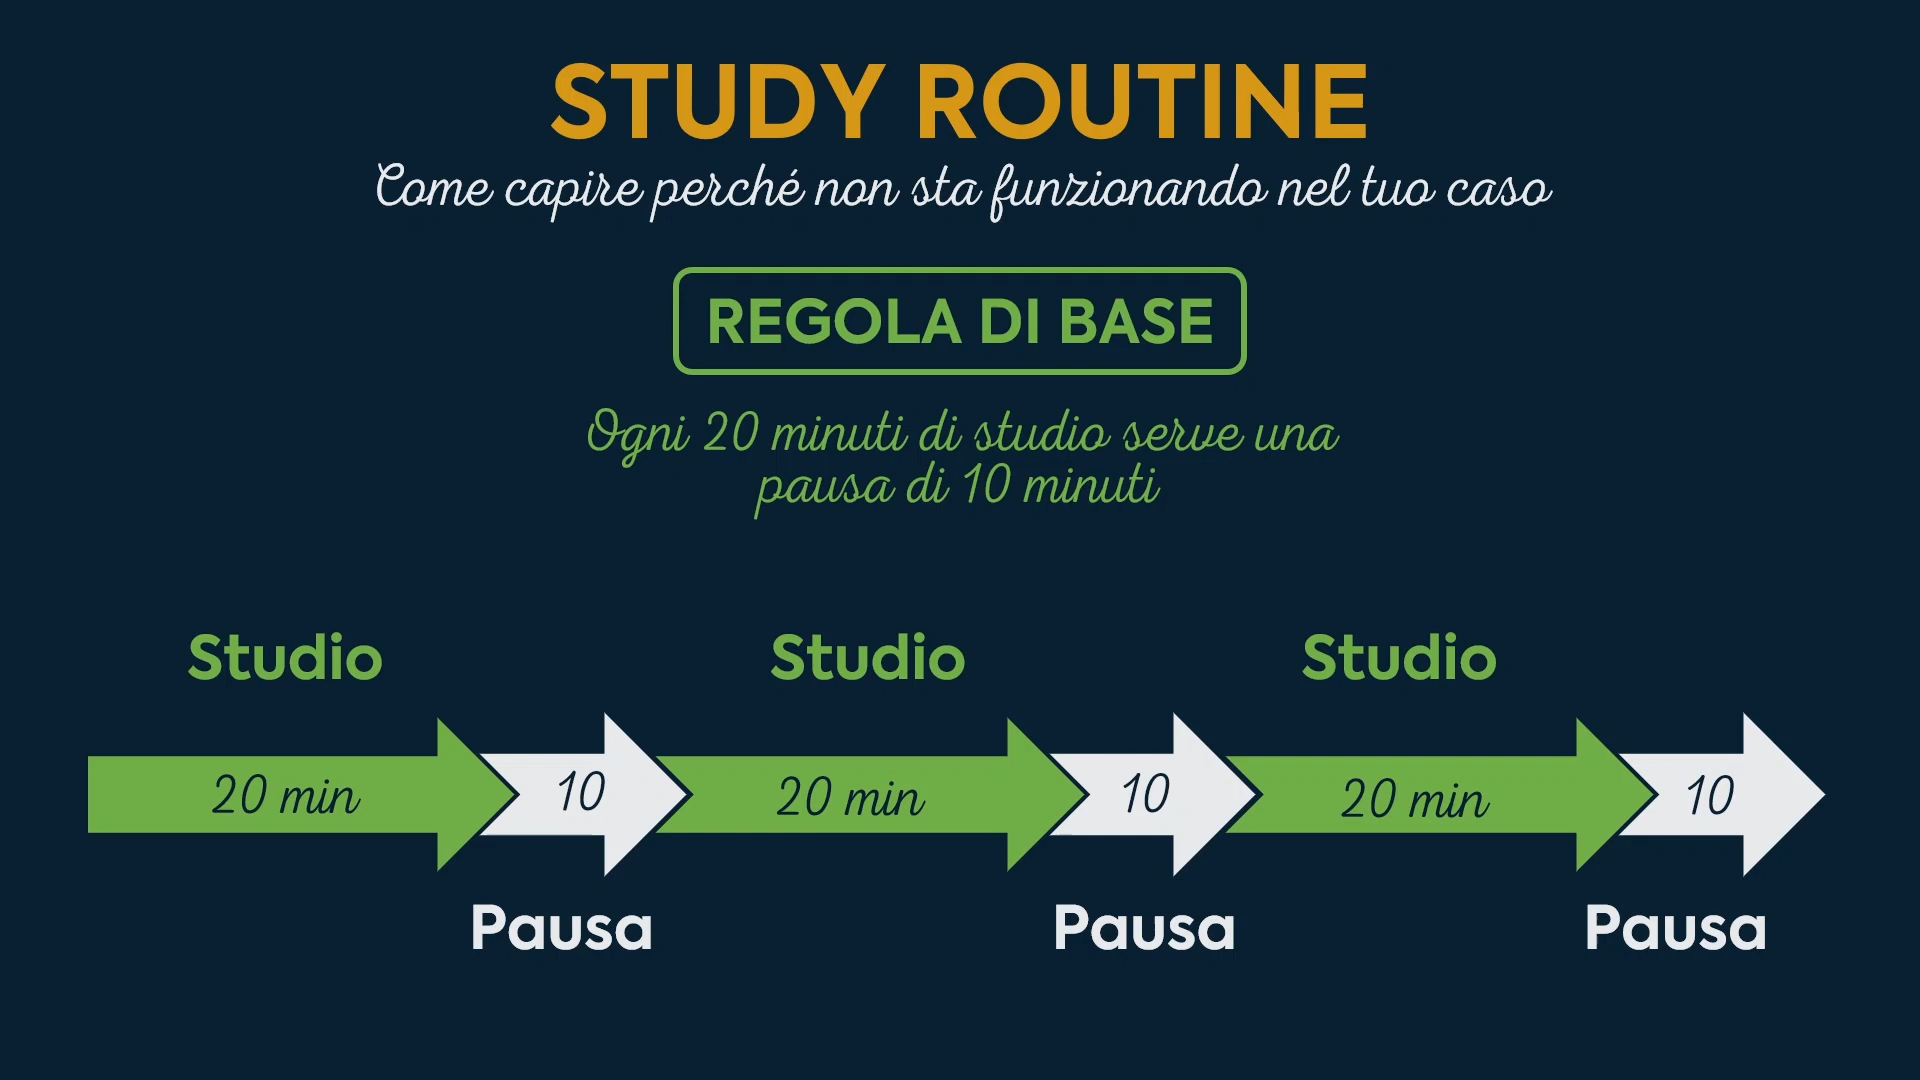 STUDY ROUTINE
Come capire perché non sta funzionando nel tuo caso
REGOLA DI BASE
Ogni 20 minuti di studio serve una
pausa di 10 minuti
Studio
Studio
Studio
20 min
10
20 min
10
20 min
10
Pausa
Pausa
Pausa